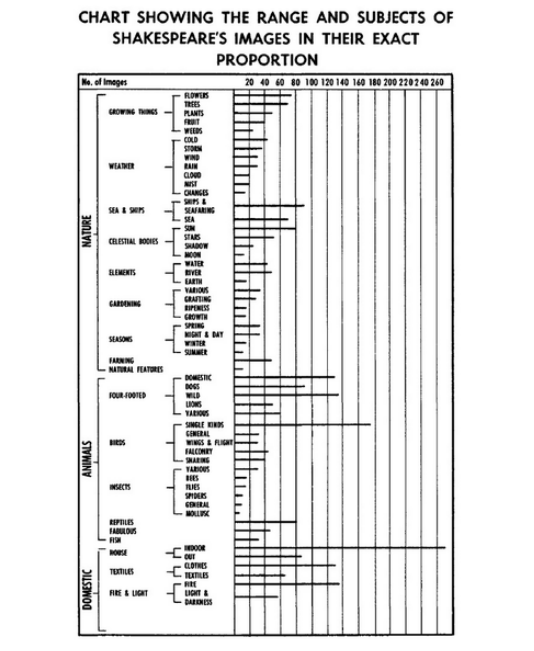 CHART SHOWING THE RANGE AND SUBJECTS OF
SHAKESPEARE'S IMAGES IN THEIR EXACT
PROPORTION
No. of Images 20 40 60 80 100 120 140 160 180 200 220 240 260
NATURE
GROWING THINGS
FLOWERS
TREES
PLANTS
FRUIT
WEEDS
WEATHER
COLD
STORM
WIND
RAIN
CLOUD
MIST
CHANGES
SEA & SHIPS
SHIPS &
SEAFARING
SEA
CELESTIAL BODIES
SUN
STARS
SHADOW
MOON
ELEMENTS
WATER
RIVER
EARTH
GARDENING
VARIOUS
GRAFTING
RIPENESS
GROWTH
SEASONS
SPRING
NIGHT & DAY
WINTER
SUMMER
FARMING
NATURAL FEATURES
ANIMALS
FOUR-FOOTED
DOMESTIC
DOGS
WILD
LIONS
VARIOUS
BIRDS
SINGLE KINDS
GENERAL
WINGS & FLIGHT
FALCONRY
SNARING
INSECTS
VARIOUS
BEES
FLIES
SPIDERS
GENERAL
MOLLUSC
REPTILES
FABULOUS
FISH
DOMESTIC
HOUSE
INDOOR
OUT
TEXTILES
CLOTHES
TEXTILES
FIRE & LIGHT
FIRE
LIGHT &
DARKNESS